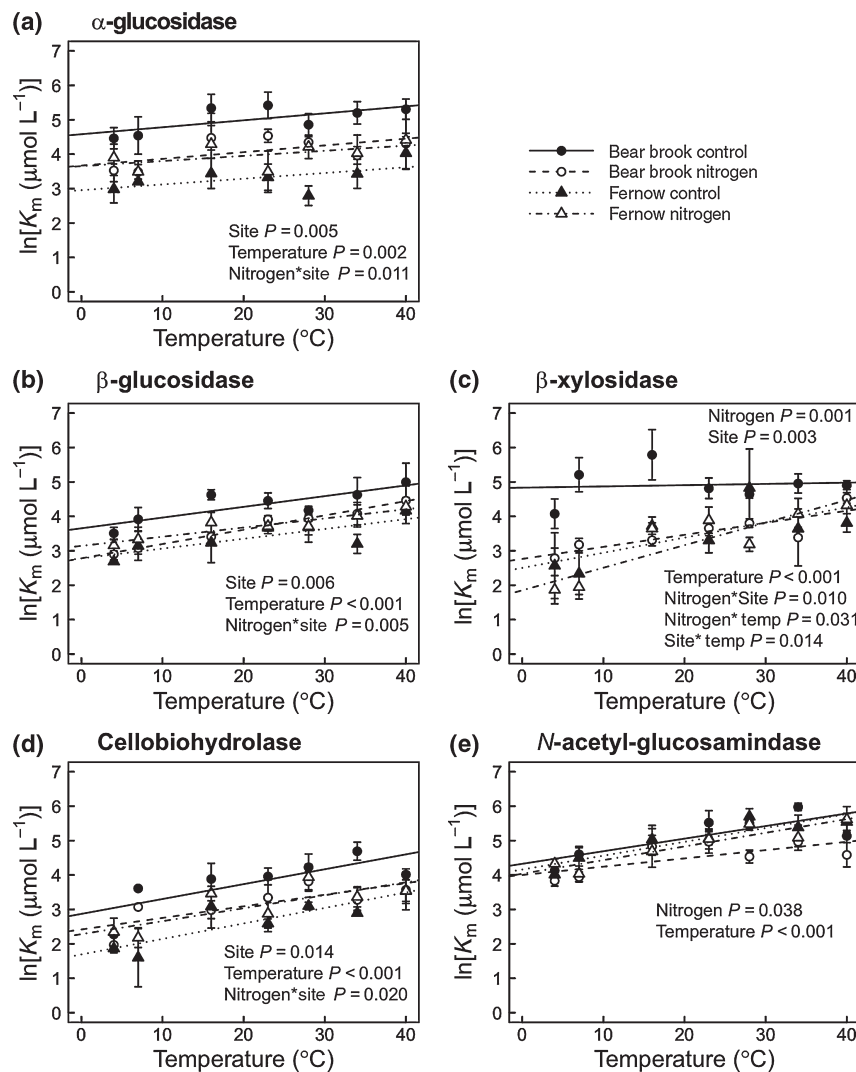 (a) α-glucosidase
7
6
5
4
3
2
1
0
ln[Km (μmol L⁻¹)]
Site P = 0.005
Temperature P = 0.002
Nitrogen*site P = 0.011
0 10 20 30 40
Temperature (°C)
Bear brook control
Bear brook nitrogen
Fernow control
Fernow nitrogen
(b) β-glucosidase
7
6
5
4
3
2
1
0
ln[Km (μmol L⁻¹)]
Site P = 0.006
Temperature P < 0.001
Nitrogen*site P = 0.005
0 10 20 30 40
Temperature (°C)
(c) β-xylosidase
7
6
5
4
3
2
1
0
ln[Km (μmol L⁻¹)]
Nitrogen P = 0.001
Site P = 0.003
Temperature P < 0.001
Nitrogen*Site P = 0.010
Nitrogen* temp P = 0.031
Site* temp P = 0.014
0 10 20 30 40
Temperature (°C)
(d) Cellobiohydrolase
7
6
5
4
3
2
1
0
ln[Km (μmol L⁻¹)]
Site P = 0.014
Temperature P < 0.001
Nitrogen*site P = 0.020
0 10 20 30 40
Temperature (°C)
(e) N-acetyl-glucosamindase
7
6
5
4
3
2
1
0
ln[Km (μmol L⁻¹)]
Nitrogen P = 0.038
Temperature P < 0.001
0 10 20 30 40
Temperature (°C)